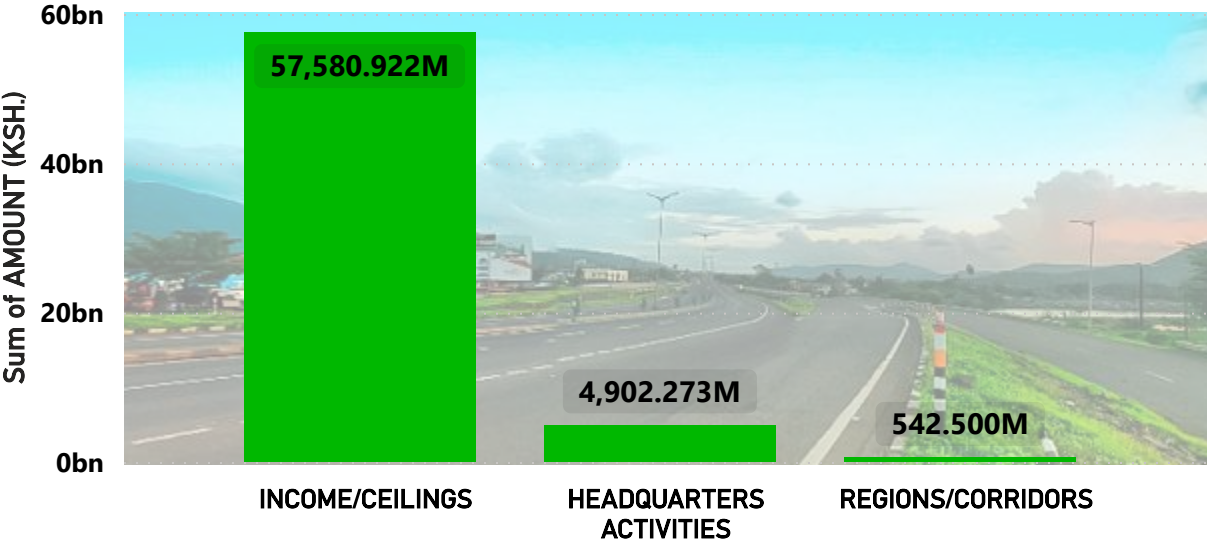 60bn
57,580.922M
40bn
Sum of AMOUNT (KSH.)
20bn
4,902.273M
542.500M
0bn
INCOME/CEILINGS
HEADQUARTERS
ACTIVITIES
REGIONS/CORRIDORS